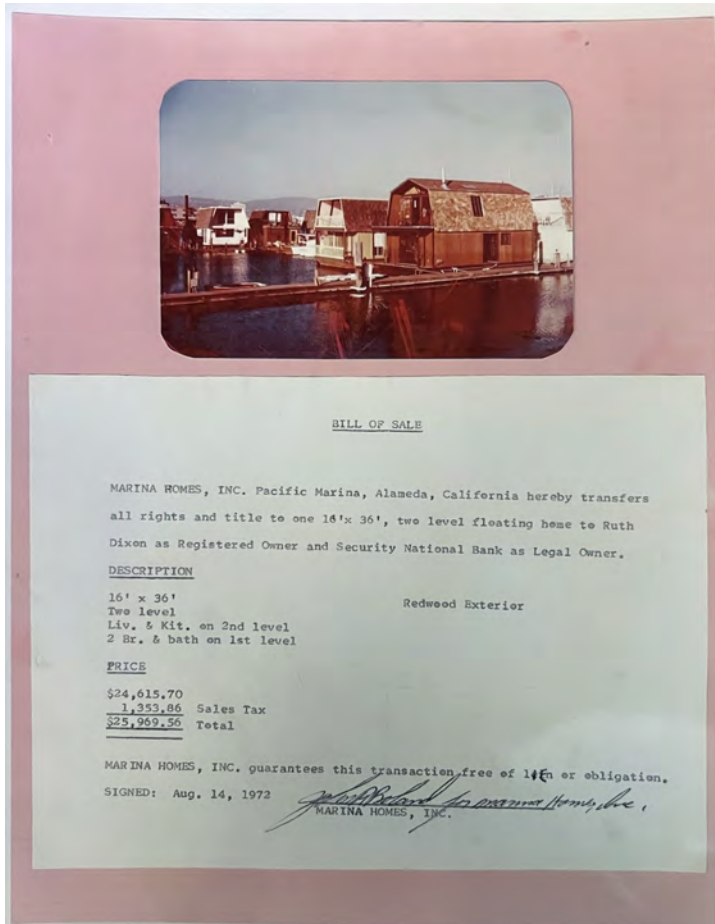 BILL OF SALE
MARINA HOMES, INC. Pacific Marina, Alameda, California hereby transfers
all rights and title to one 16'x 36', two level floating home to Ruth
Dixon as Registered Owner and Security National Bank as Legal Owner.
DESCRIPTION
16' x 36'
Redwood Exterior
Two level
Liv. & Kit. on 2nd level
2 Br. & bath on 1st level
PRICE
$24,615.70
1,353.86 Sales Tax
$25,969.56 Total
MARINA HOMES, INC. guarantees this transaction free of lien or obligation.
SIGNED: Aug. 14, 1972
for Marina Homes, Inc.
MARINA HOMES, INC.